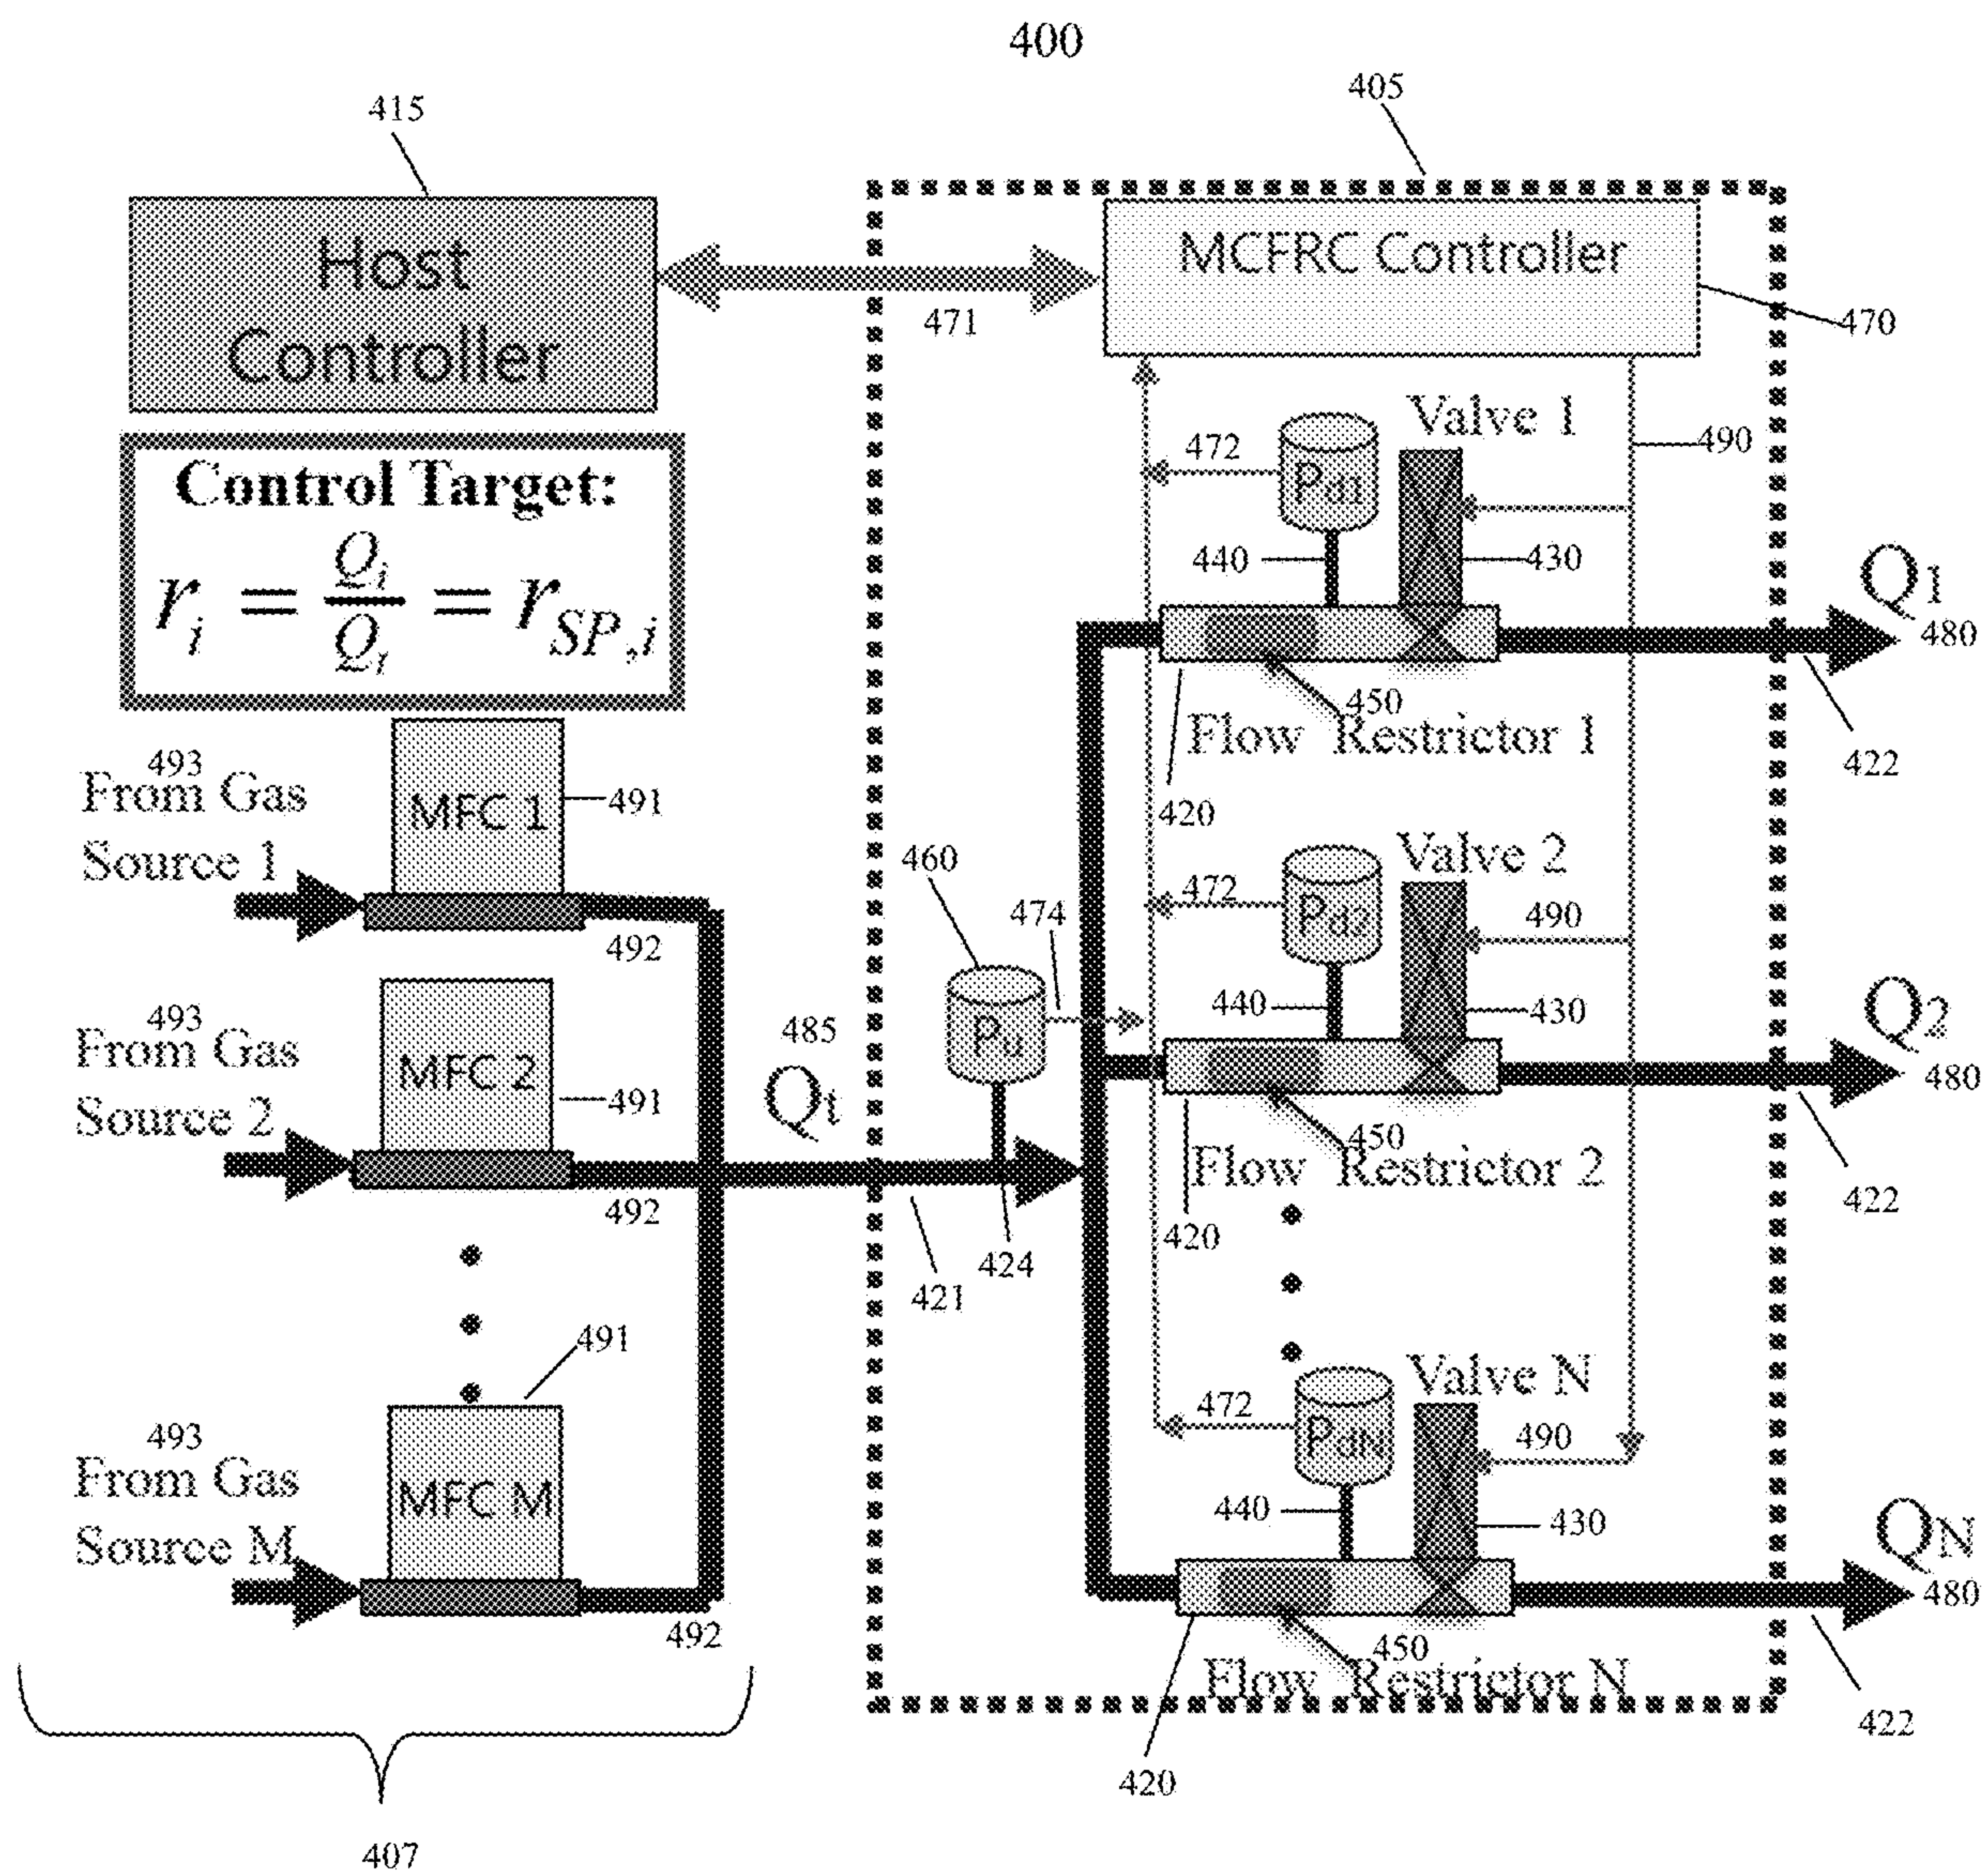 400
415
405
Host
Controller
MCFRC Controller
471
470
Control Target:
r_i = Q_i / Q_t = r_{SP,i}
Valve 1
472
Pd1
490
440
430
Q1
480
450
Flow Restrictor 1
422
420
493
From Gas
Source 1
MFC 1
491
492
460
474
Valve 2
472
Pd2
490
440
430
Q2
480
Pu
493
From Gas
Source 2
MFC 2
491
492
485
Qt
450
Flow Restrictor 2
422
420
424
421
491
Valve N
472
PdN
490
440
430
QN
480
493
From Gas
Source M
MFC M
492
450
Flow Restrictor N
422
420
407